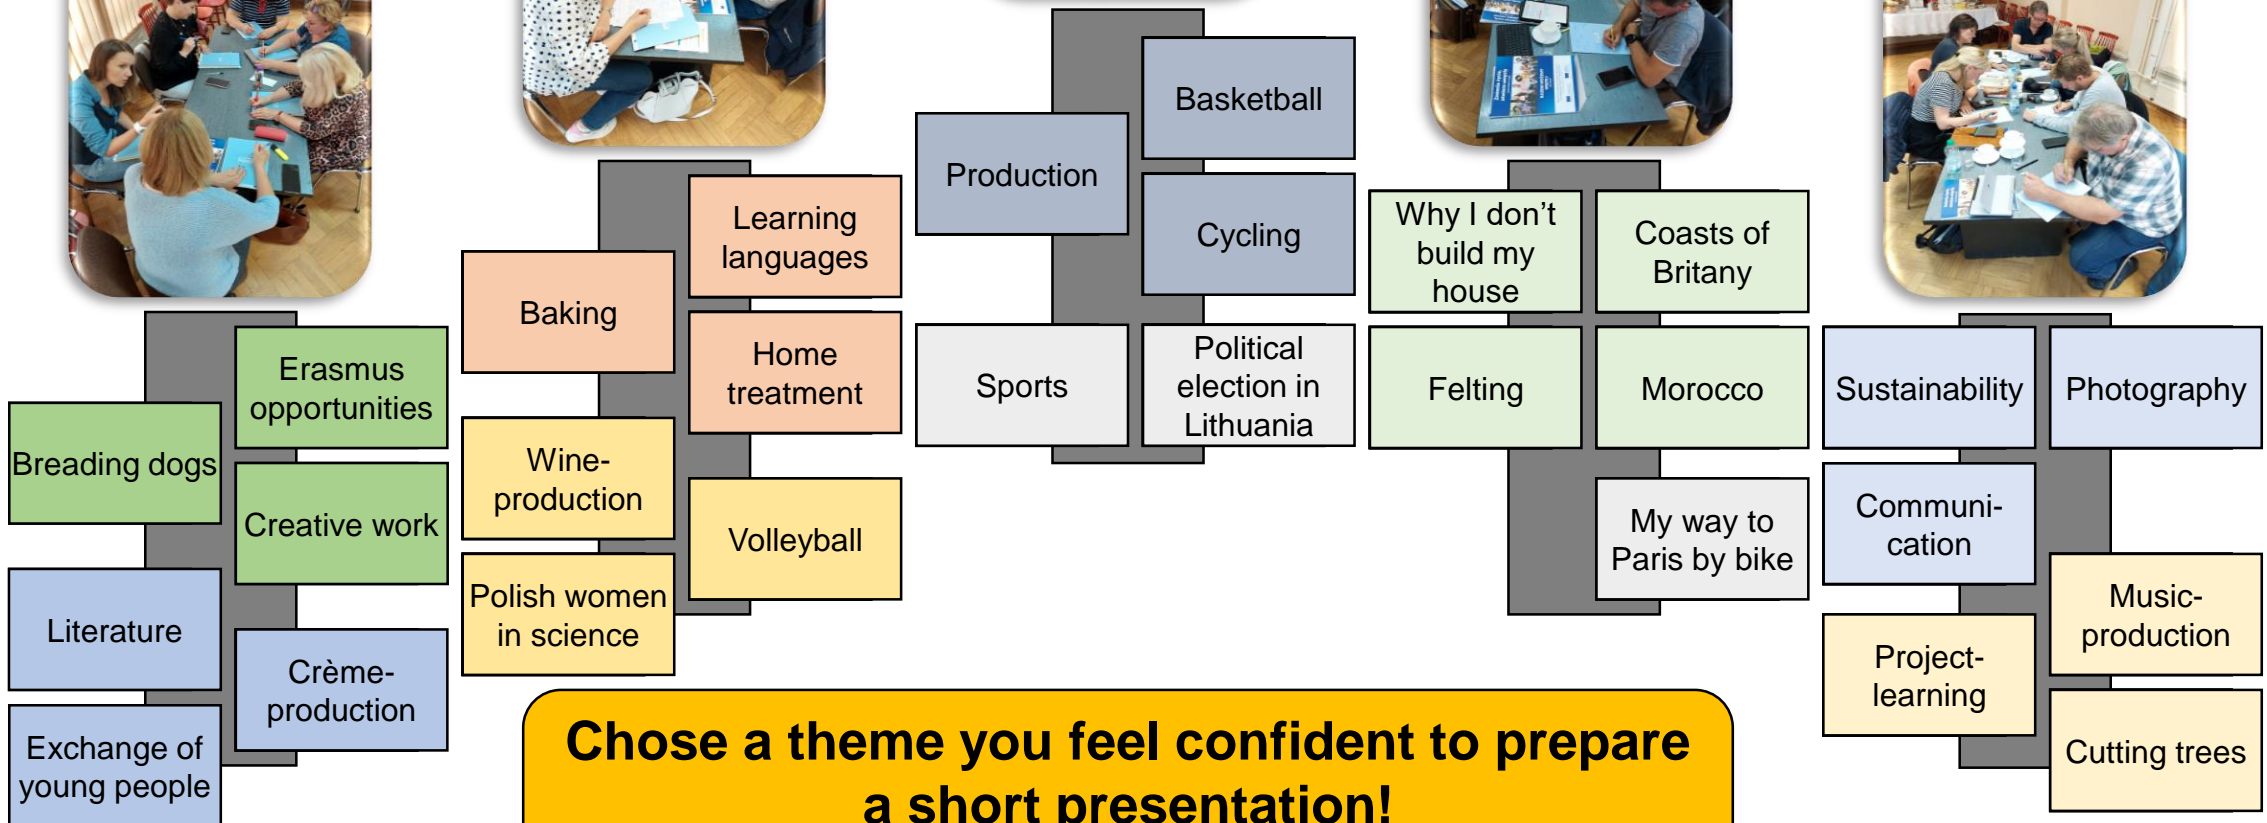 Erasmus
opportunities
Breading dogs
Creative work
Literature
Crème-
production
Exchange of
young people
Learning
languages
Baking
Home
treatment
Wine-
production
Volleyball
Polish women
in science
Basketball
Production
Cycling
Sports
Political
election in
Lithuania
Why I don’t
build my
house
Coasts of
Britany
Felting
Morocco
My way to
Paris by bike
Sustainability
Photography
Communi-
cation
Music-
production
Project-
learning
Cutting trees
Chose a theme you feel confident to prepare
a short presentation!